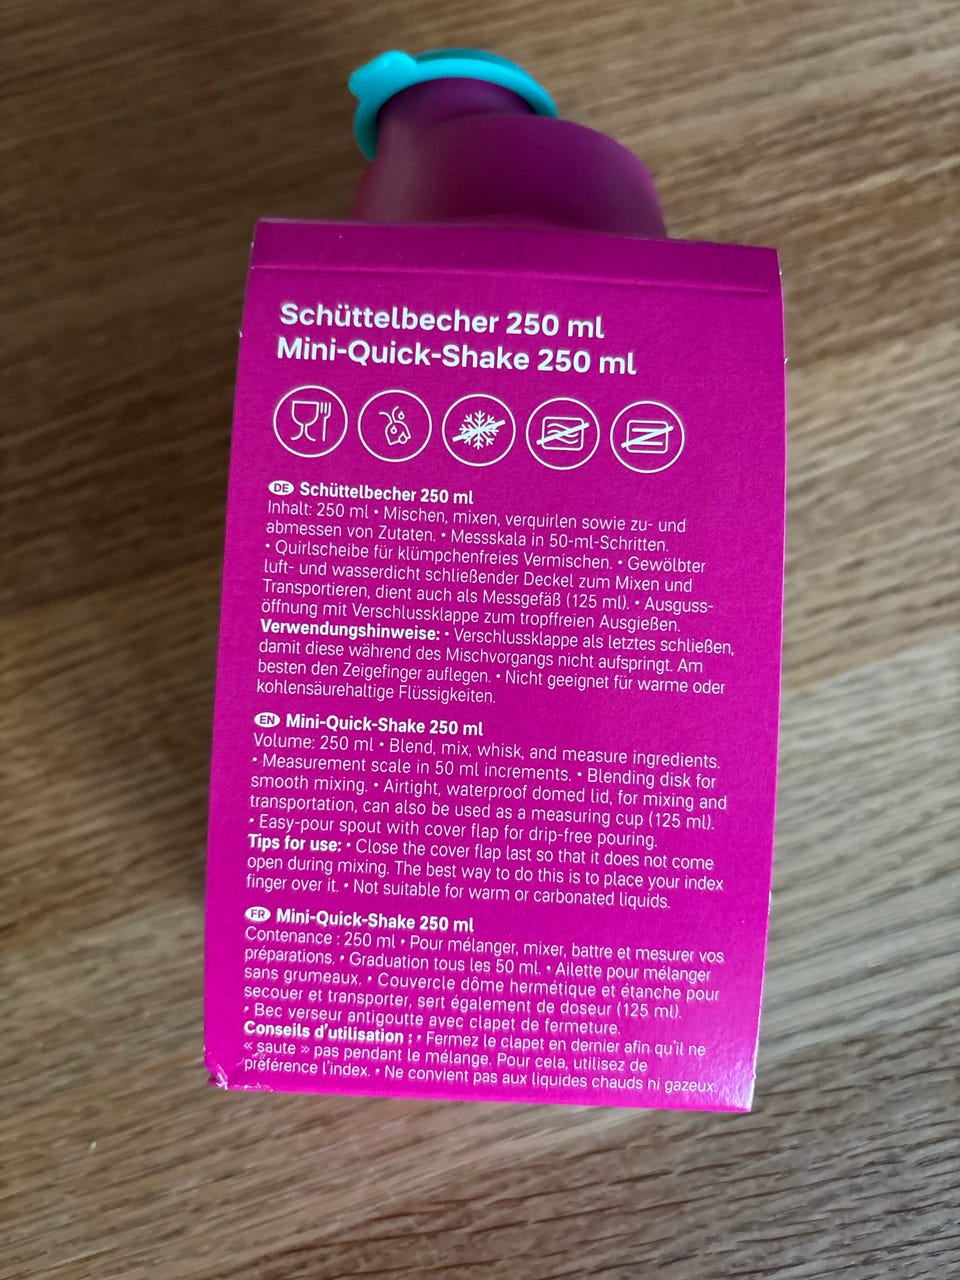 Schüttelbecher 250 ml
Mini-Quick-Shake 250 ml
DE Schüttelbecher 250 ml
Inhalt: 250 ml • Mischen, mixen, verquirlen sowie zu- und
abmessen von Zutaten. • Messskala in 50-ml-Schritten.
• Quirlscheibe für klümpchenfreies Vermischen. • Gewölbter
luft- und wasserdicht schließender Deckel zum Mixen und
Transportieren, dient auch als Messgefäß (125 ml). • Ausguss-
öffnung mit Verschlussklappe zum tropffreien Ausgießen.
Verwendungshinweise: • Verschlussklappe als letztes schließen,
damit diese während des Mischvorgangs nicht aufspringt. Am
besten den Zeigefinger auflegen. • Nicht geeignet für warme oder
kohlensäurehaltige Flüssigkeiten.
EN Mini-Quick-Shake 250 ml
Volume: 250 ml • Blend, mix, whisk, and measure ingredients.
• Measurement scale in 50 ml increments. • Blending disk for
smooth mixing. • Airtight, waterproof domed lid, for mixing and
transportation, can also be used as a measuring cup (125 ml).
• Easy-pour spout with cover flap for drip-free pouring.
Tips for use: • Close the cover flap last so that it does not come
open during mixing. The best way to do this is to place your index
finger over it. • Not suitable for warm or carbonated liquids.
FR Mini-Quick-Shake 250 ml
Contenance : 250 ml • Pour mélanger, mixer, battre et mesurer vos
préparations. • Graduation tous les 50 ml. • Ailette pour mélanger
sans grumeaux. • Couvercle dôme hermétique et étanche pour
secouer et transporter, sert également de doseur (125 ml).
• Bec verseur antigoutte avec clapet de fermeture.
Conseils d'utilisation : • Fermez le clapet en dernier afin qu'il ne
« saute » pas pendant le mélange. Pour cela, utilisez de
préférence l'index. • Ne convient pas aux liquides chauds ni gazeux.